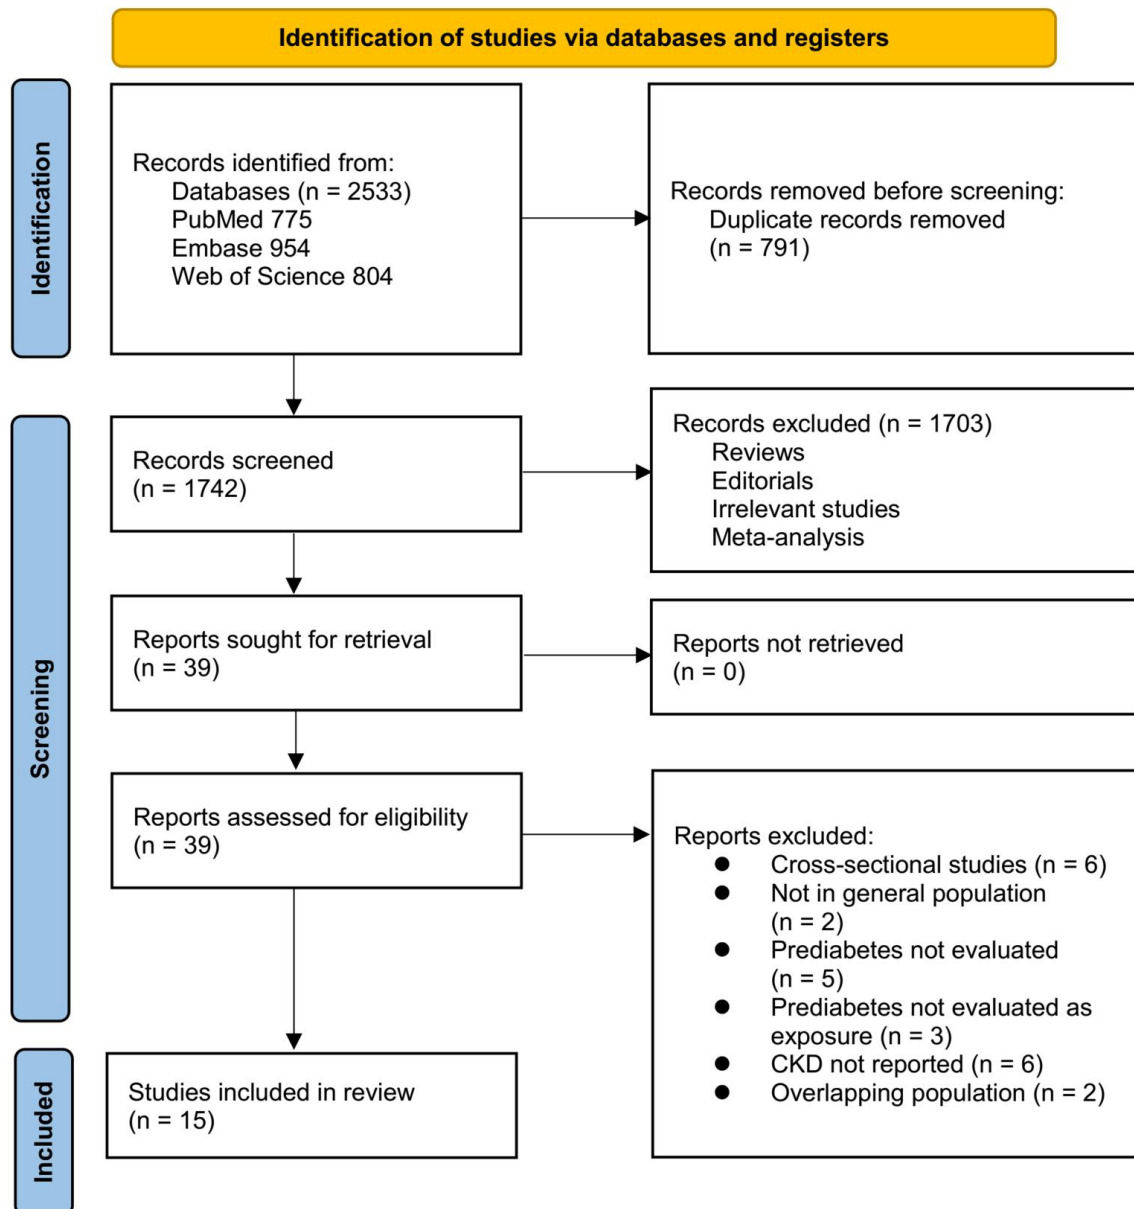 Identification of studies via databases and registers
Identification
Records identified from:
Databases (n = 2533)
PubMed 775
Embase 954
Web of Science 804
Records removed before screening:
Duplicate records removed
(n = 791)
Screening
Records screened
(n = 1742)
Records excluded (n = 1703)
Reviews
Editorials
Irrelevant studies
Meta-analysis
Reports sought for retrieval
(n = 39)
Reports not retrieved
(n = 0)
Reports assessed for eligibility
(n = 39)
Reports excluded:
● Cross-sectional studies (n = 6)
● Not in general population
(n = 2)
● Prediabetes not evaluated
(n = 5)
● Prediabetes not evaluated as
exposure (n = 3)
● CKD not reported (n = 6)
● Overlapping population (n = 2)
Included
Studies included in review
(n = 15)